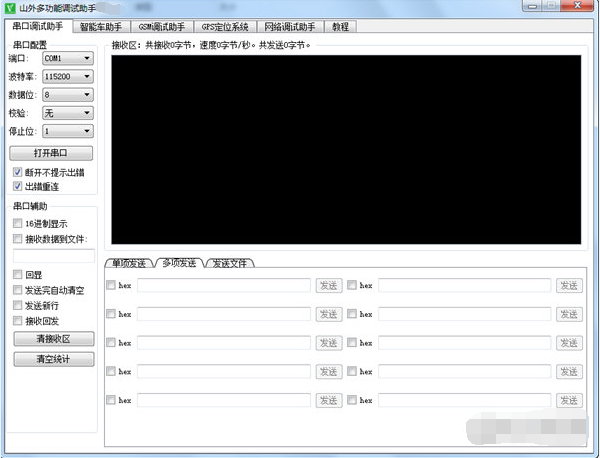 山外多功能调试助手
串口调试助手 智能车助手 GSM调试助手 GPS定位系统 网络调试助手 教程
串口配置
端口: COM1
波特率: 115200
数据位: 8
校验: 无
停止位: 1
打开串口
断开不提示出错
出错重连
串口辅助
16进制显示
接收数据到文件:
回显
发送完自动清空
发送新行
接收回发
清接收区
清空统计
接收区: 共接收0字节, 速度0字节/秒。共发送0字节。
单项发送 多项发送 发送文件
hex 发送 hex 发送
hex 发送 hex 发送
hex 发送 hex 发送
hex 发送 hex 发送
hex 发送 hex 发送